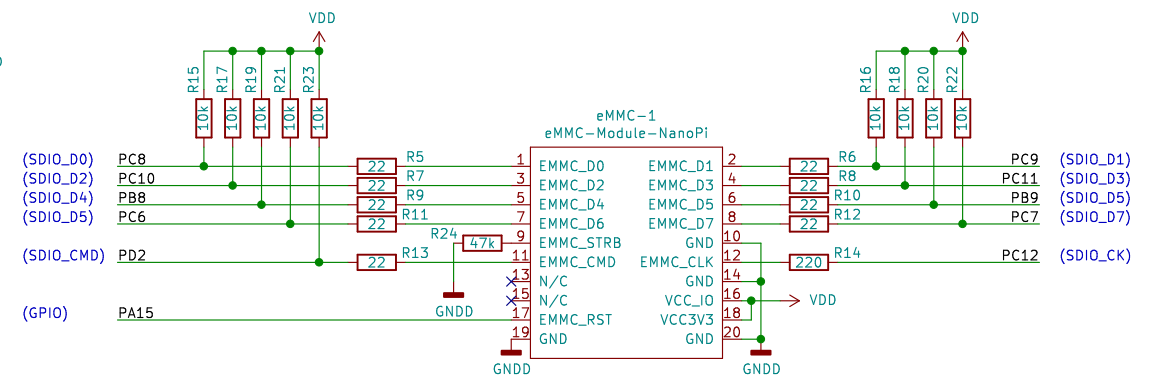 VDD
VDD
R15 R17 R19 R21 R23
R16 R18 R20 R22
10k 10k 10k 10k 10k
10k 10k 10k 10k
eMMC-1
eMMC-Module-NanoPi
(SDIO_D0) PC8 22 R5 1 EMMC_D0 EMMC_D1 2 22 R6 PC9 (SDIO_D1)
(SDIO_D2) PC10 22 R7 3 EMMC_D2 EMMC_D3 4 22 R8 PC11 (SDIO_D3)
(SDIO_D4) PB8 22 R9 5 EMMC_D4 EMMC_D5 6 22 R10 PB9 (SDIO_D5)
(SDIO_D5) PC6 22 R11 7 EMMC_D6 EMMC_D7 8 22 R12 PC7 (SDIO_D7)
R24 47k 9 EMMC_STRB GND 10
(SDIO_CMD) PD2 22 R13 11 EMMC_CMD EMMC_CLK 12 220 R14 PC12 (SDIO_CK)
13 N/C GND 14
GNDD 15 N/C VCC_IO 16 VDD
(GPIO) PA15 17 EMMC_RST VCC3V3 18
19 GND GND 20
GNDD GNDD